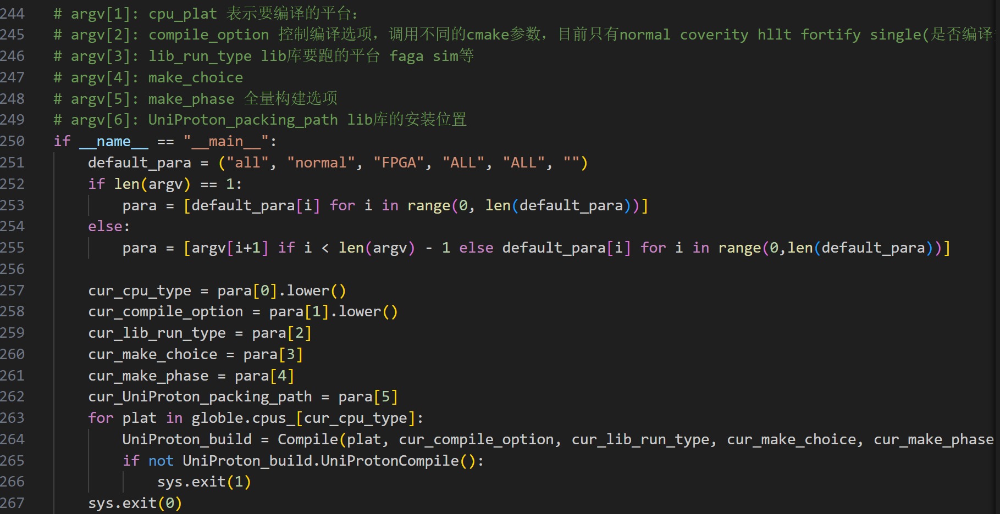 244 # argv[1]: cpu_plat 表示要编译的平台:
245 # argv[2]: compile_option 控制编译选项，调用不同的cmake参数，目前只有normal coverity hllt fortify single(是否编译
246 # argv[3]: lib_run_type lib库要跑的平台 faga sim等
247 # argv[4]: make_choice
248 # argv[5]: make_phase 全量构建选项
249 # argv[6]: UniProton_packing_path lib库的安装位置
250 if __name__ == "__main__":
251     default_para = ("all", "normal", "FPGA", "ALL", "ALL", "")
252     if len(argv) == 1:
253         para = [default_para[i] for i in range(0, len(default_para))]
254     else:
255         para = [argv[i+1] if i < len(argv) - 1 else default_para[i] for i in range(0,len(default_para))]
256
257     cur_cpu_type = para[0].lower()
258     cur_compile_option = para[1].lower()
259     cur_lib_run_type = para[2]
260     cur_make_choice = para[3]
261     cur_make_phase = para[4]
262     cur_UniProton_packing_path = para[5]
263     for plat in globle.cpus_[cur_cpu_type]:
264         UniProton_build = Compile(plat, cur_compile_option, cur_lib_run_type, cur_make_choice, cur_make_phase
265         if not UniProton_build.UniProtonCompile():
266             sys.exit(1)
267     sys.exit(0)